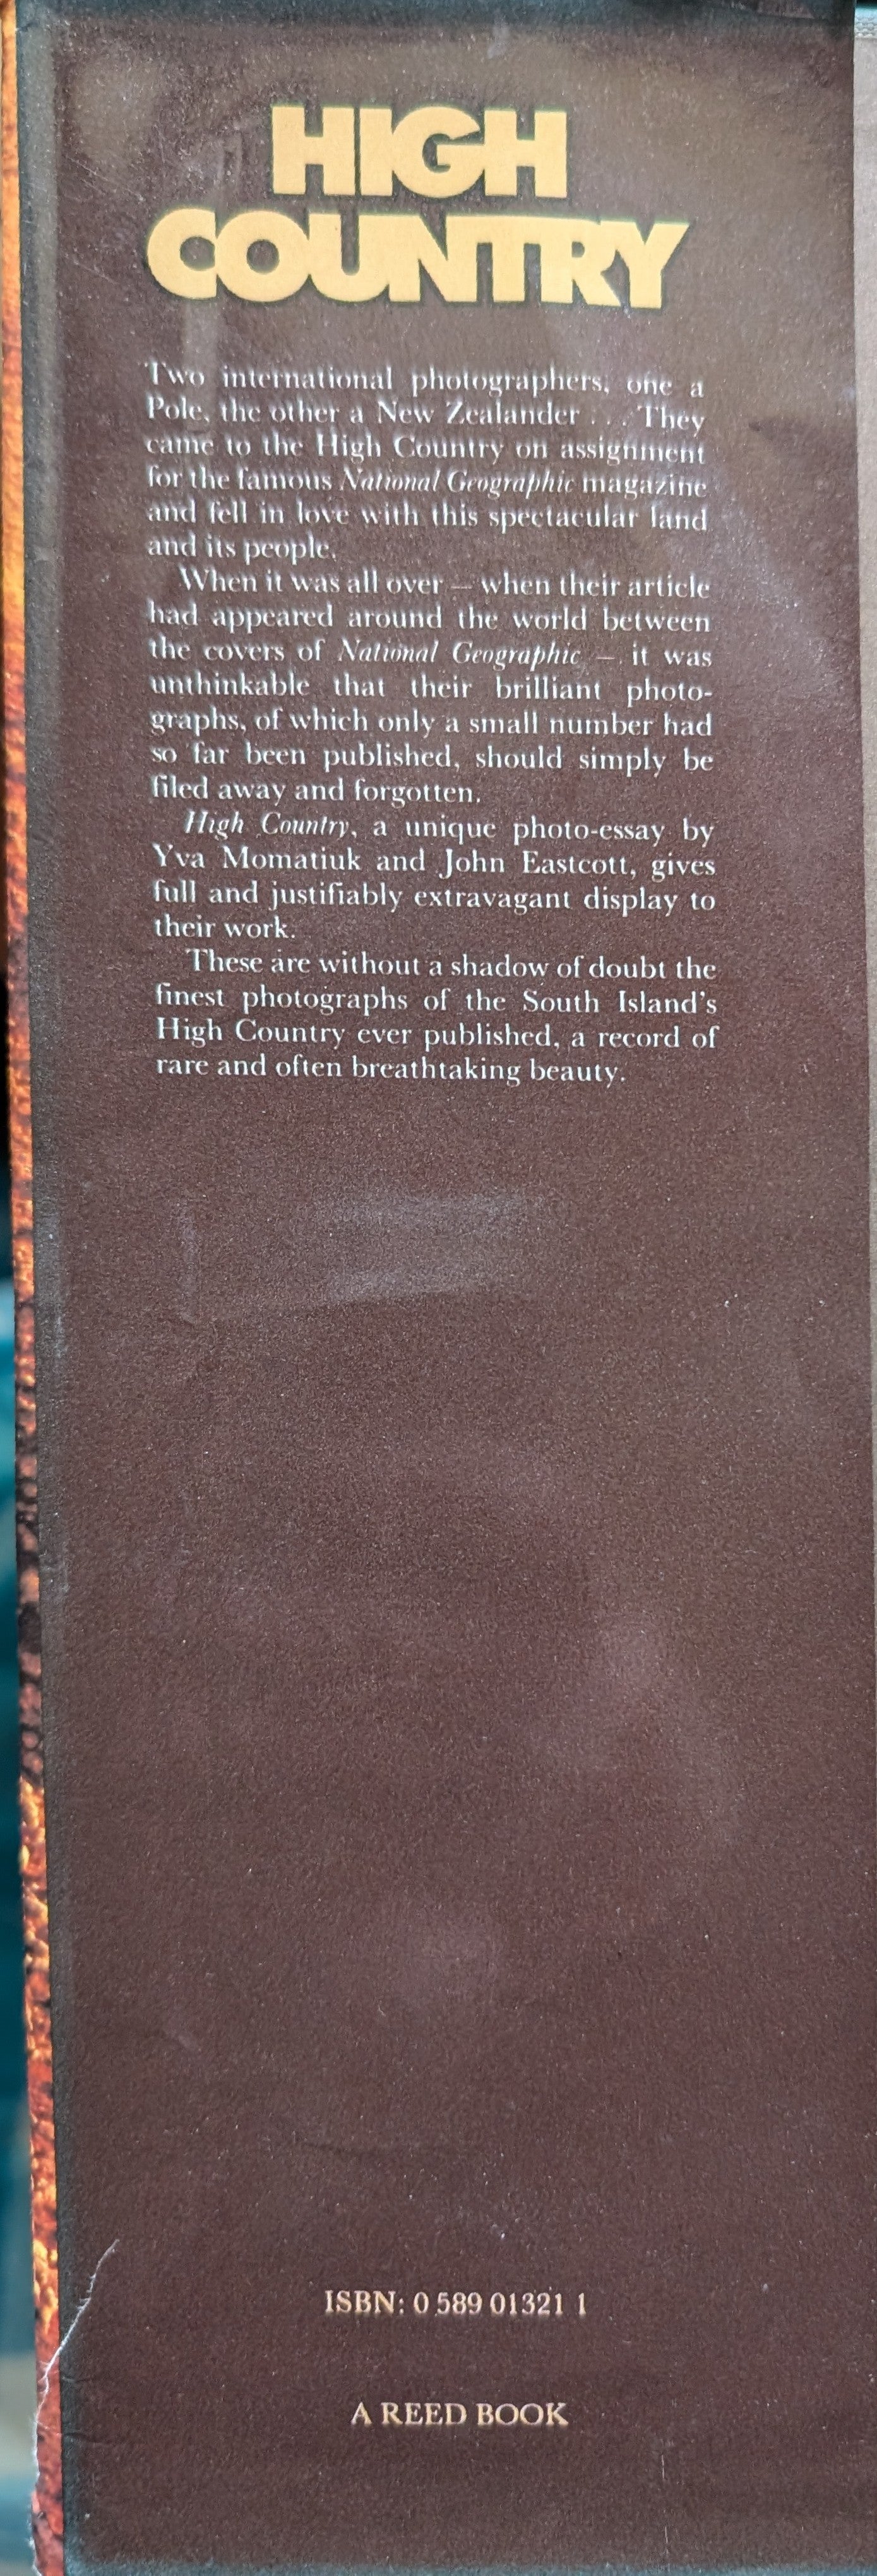 HIGH
COUNTRY
Two international photographers, one a
Pole, the other a New Zealander . . . They
came to the High Country on assignment
for the famous National Geographic magazine
and fell in love with this spectacular land
and its people.
When it was all over — when their article
had appeared around the world between
the covers of National Geographic — it was
unthinkable that their brilliant photo-
graphs, of which only a small number had
so far been published, should simply be
filed away and forgotten.
High Country, a unique photo-essay by
Yva Momatiuk and John Eastcott, gives
full and justifiably extravagant display to
their work.
These are without a shadow of doubt the
finest photographs of the South Island's
High Country ever published, a record of
rare and often breathtaking beauty.
ISBN: 0 589 01321 1
A REED BOOK